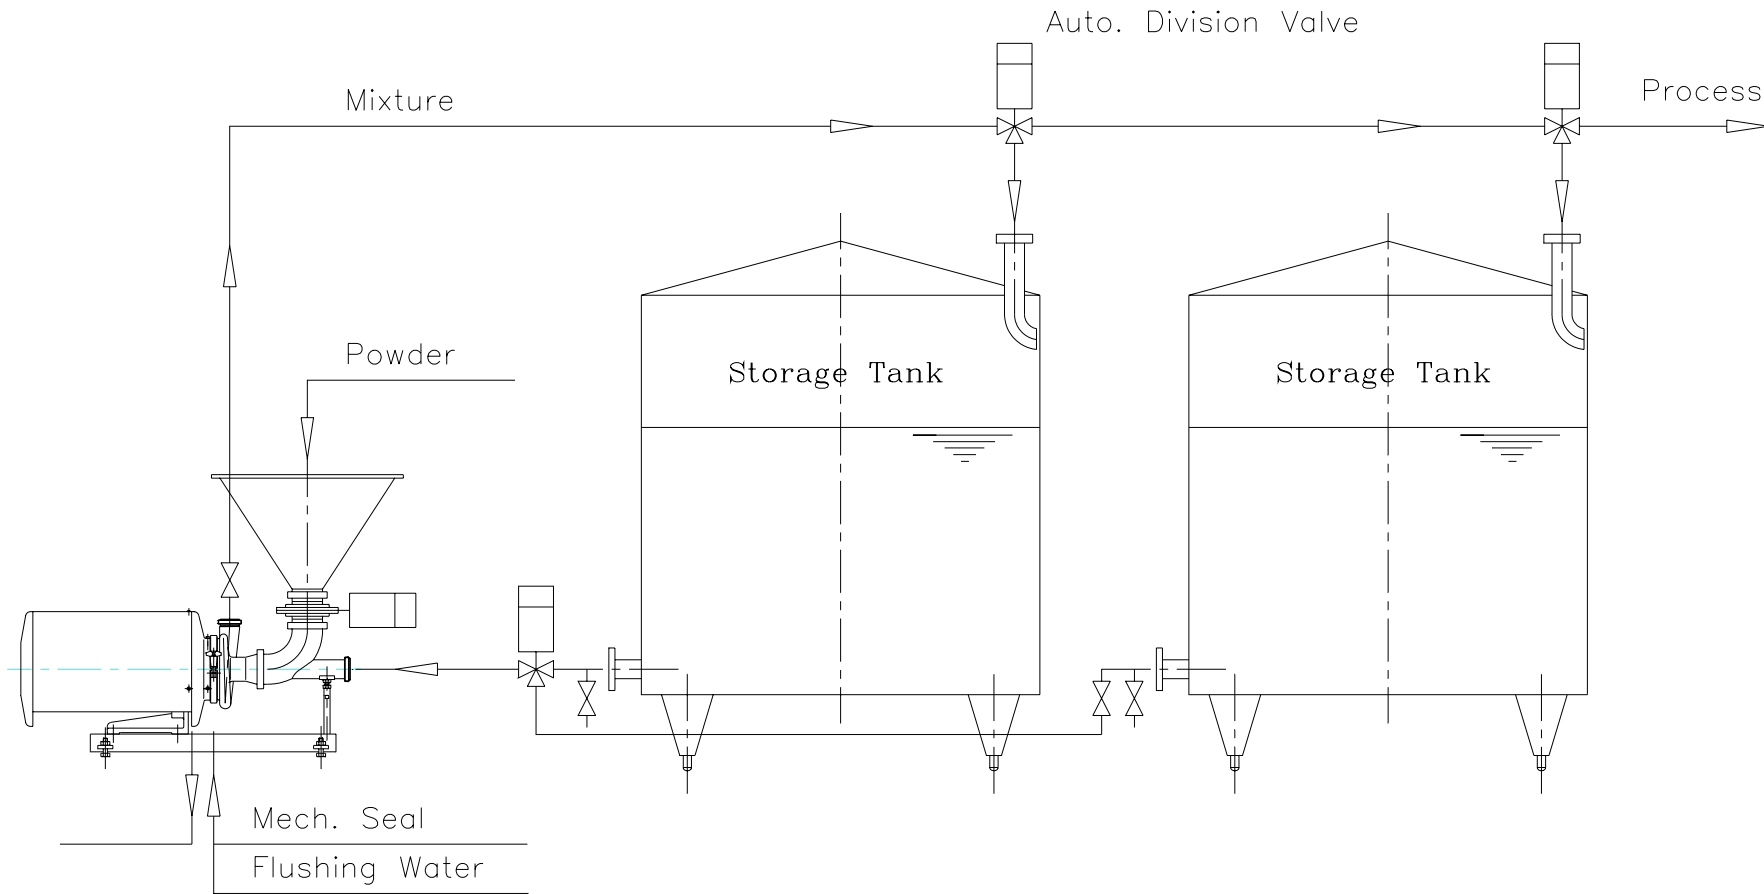 Auto. Division Valve
Process
Mixture
Powder
Storage Tank
Storage Tank
Mech. Seal
Flushing Water